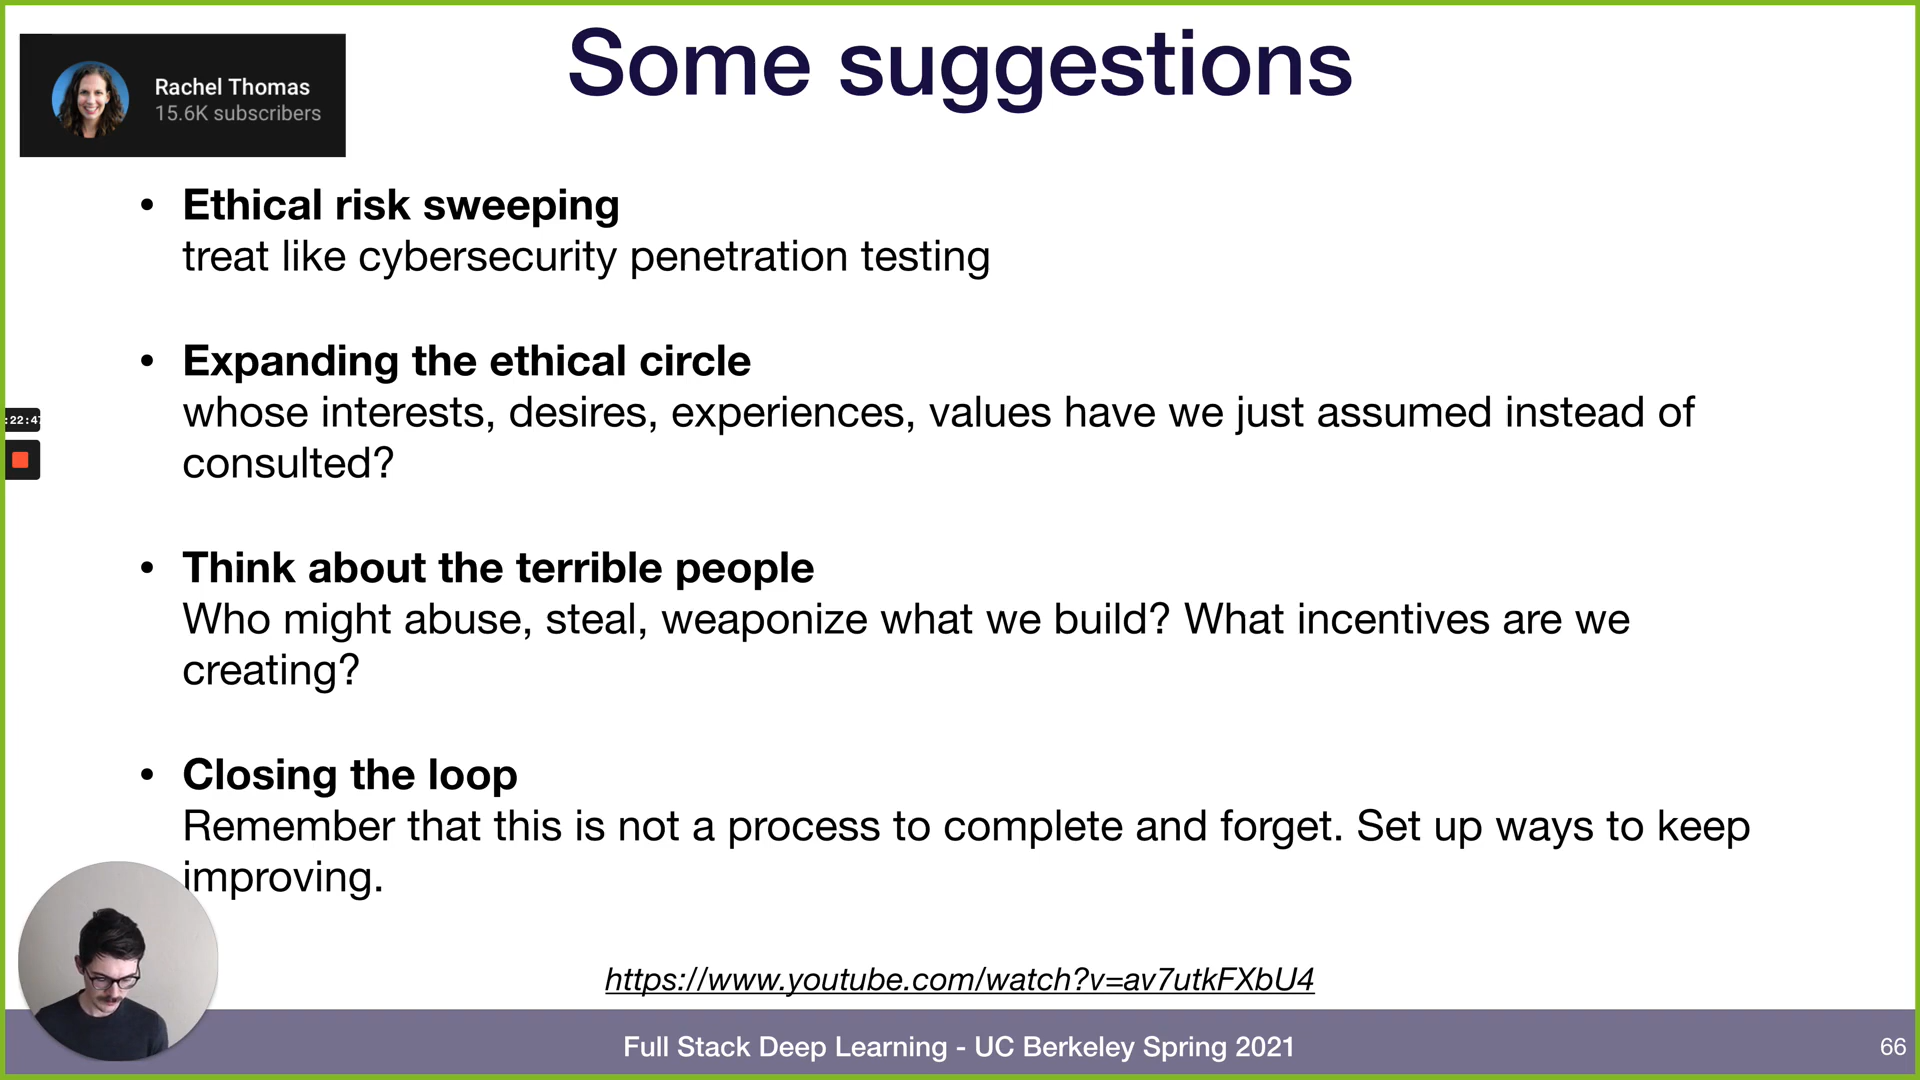 Some suggestions
Rachel Thomas
15.6K subscribers
• Ethical risk sweeping
treat like cybersecurity penetration testing
• Expanding the ethical circle
whose interests, desires, experiences, values have we just assumed instead of
consulted?
:22:47
• Think about the terrible people
Who might abuse, steal, weaponize what we build? What incentives are we
creating?
• Closing the loop
Remember that this is not a process to complete and forget. Set up ways to keep
improving.
https://www.youtube.com/watch?v=av7utkFXbU4
Full Stack Deep Learning - UC Berkeley Spring 2021
66